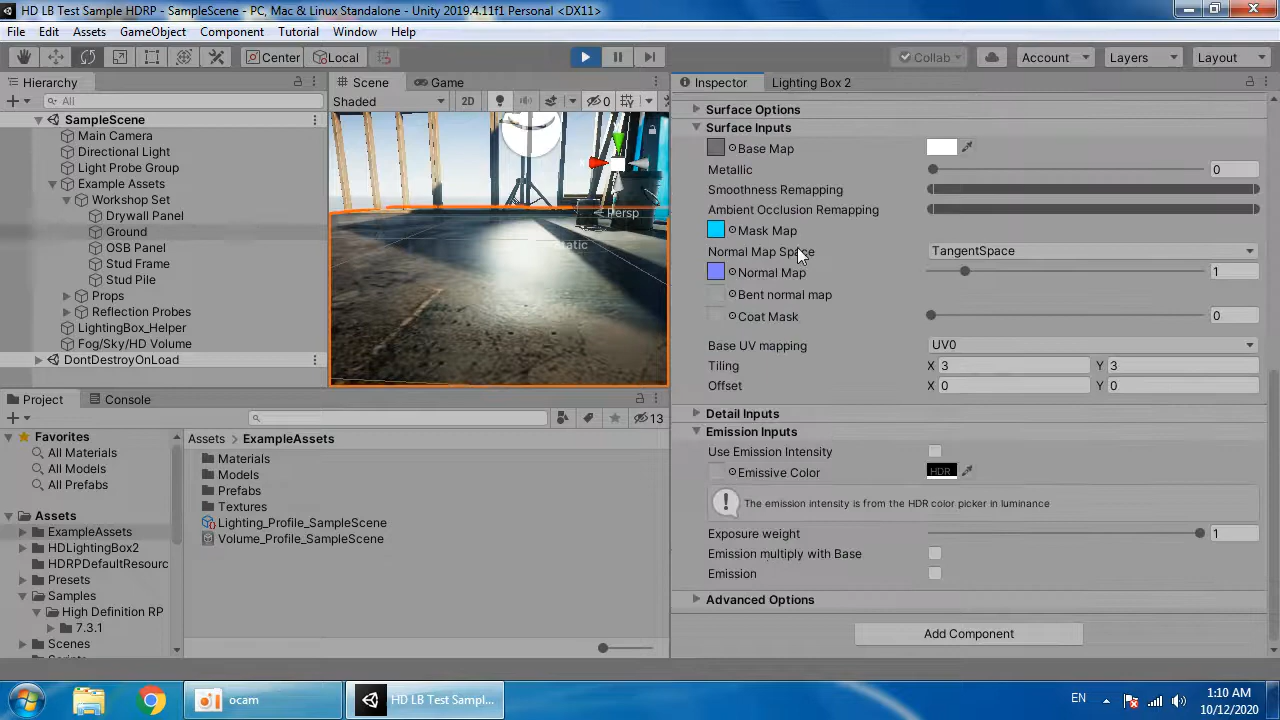 HD LB Test Sample HDRP - SampleScene - PC, Mac & Linux Standalone - Unity 2019.4.11f1 Personal <DX11>
File Edit Assets GameObject Component Tutorial Window Help
Center Local Collab Account Layers Layout
Hierarchy
All
SampleScene
Main Camera
Directional Light
Light Probe Group
Example Assets
Workshop Set
Drywall Panel
Ground
OSB Panel
Stud Frame
Stud Pile
Props
Reflection Probes
LightingBox_Helper
Fog/Sky/HD Volume
DontDestroyOnLoad
Scene Game
Shaded 2D 0
< Persp
Static
Inspector Lighting Box 2
Surface Options
Surface Inputs
Base Map
Metallic 0
Smoothness Remapping
Ambient Occlusion Remapping
Mask Map
Normal Map Space TangentSpace
Normal Map 1
Bent normal map
Coat Mask 0
Base UV mapping UV0
Tiling X 3 Y 3
Offset X 0 Y 0
Detail Inputs
Emission Inputs
Use Emission Intensity
Emissive Color HDR
! The emission intensity is from the HDR color picker in luminance
Exposure weight 1
Emission multiply with Base
Emission
Advanced Options
Add Component
Project Console
13
Favorites
All Materials
All Models
All Prefabs
Assets
ExampleAssets
HDLightingBox2
HDRPDefaultResourc
Presets
Samples
High Definition RP
7.3.1
Scenes
Assets > ExampleAssets
Materials
Models
Prefabs
Textures
Lighting_Profile_SampleScene
Volume_Profile_SampleScene
ocam
HD LB Test Sampl...
EN
1:10 AM
10/12/2020